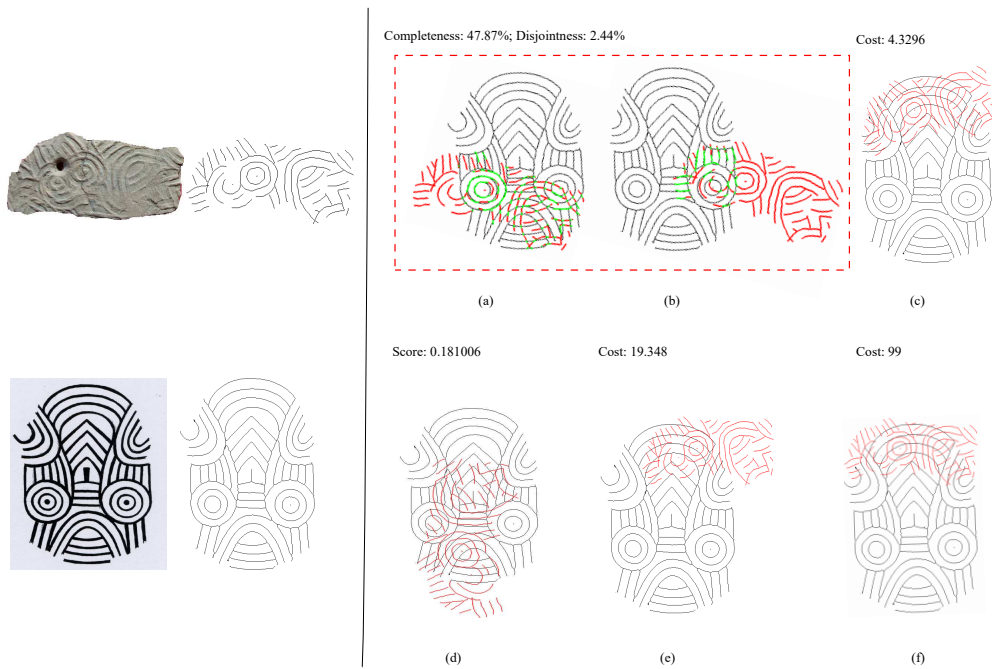 Completeness: 47.87%; Disjointness: 2.44%
Cost: 4.3296
(a)
(b)
(c)
Score: 0.181006
Cost: 19.348
Cost: 99
(d)
(e)
(f)